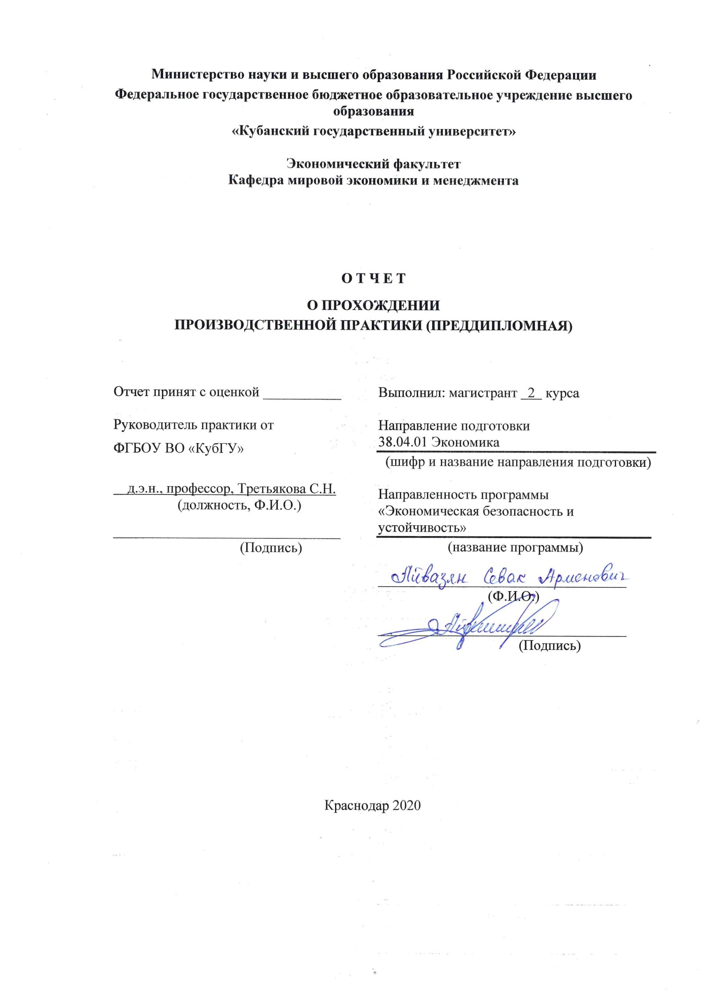 Министерство науки и высшего образования Российской Федерации
Федеральное государственное бюджетное образовательное учреждение высшего
образования
«Кубанский государственный университет»
Экономический факультет
Кафедра мировой экономики и менеджмента
О Т Ч Е Т
О ПРОХОЖДЕНИИ
ПРОИЗВОДСТВЕННОЙ ПРАКТИКИ (ПРЕДДИПЛОМНАЯ)
Отчет принят с оценкой ___________
Руководитель практики от
ФГБОУ ВО «КубГУ»
д.э.н., профессор, Третьякова С.Н.
(должность, Ф.И.О.)
(Подпись)
Выполнил: магистрант 2 курса
Направление подготовки
38.04.01 Экономика
(шифр и название направления подготовки)
Направленность программы
«Экономическая безопасность и
устойчивость»
(название программы)
Айвазян Севак Арменович
(Ф.И.О.)
(Подпись)
Краснодар 2020